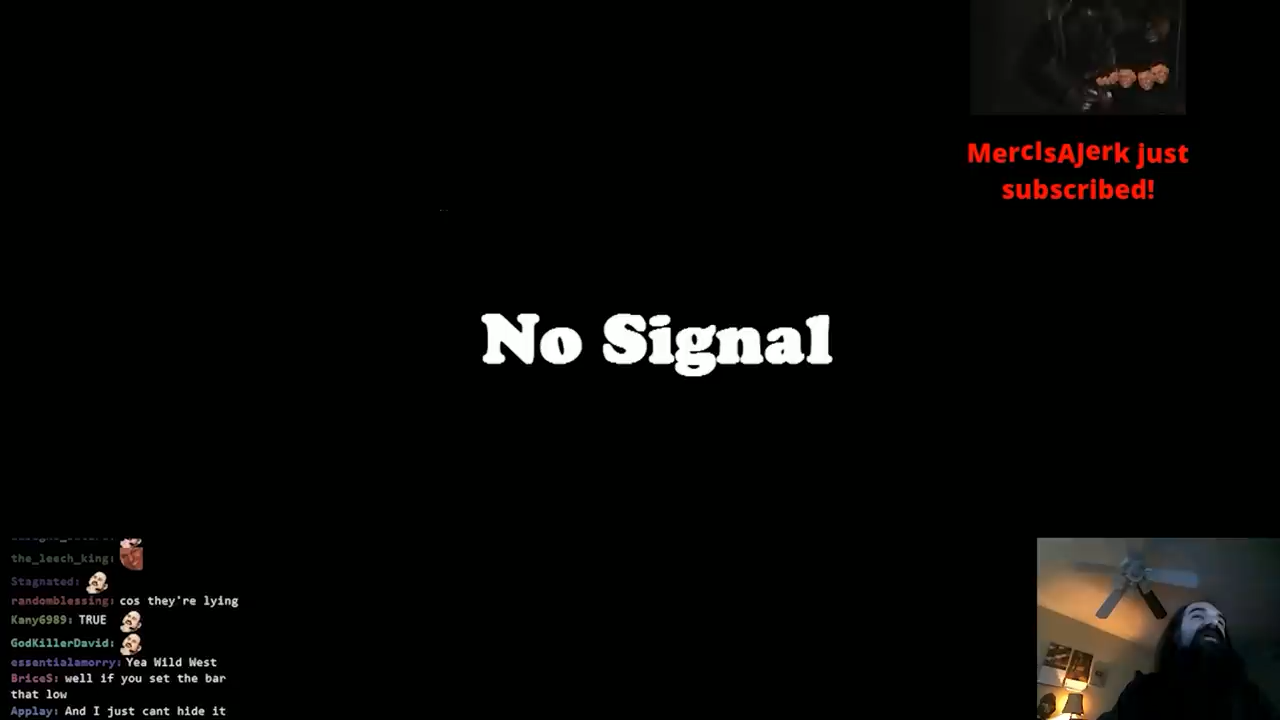 MercIsAJerk just
subscribed!
No Signal
the_leech_king:
Stagnated:
randomblessing: cos they're lying
Kany6989: TRUE
GodKillerDavid:
essentialamorry: Yea Wild West
BriceS: well if you set the bar
that low
Applay: And I just cant hide it